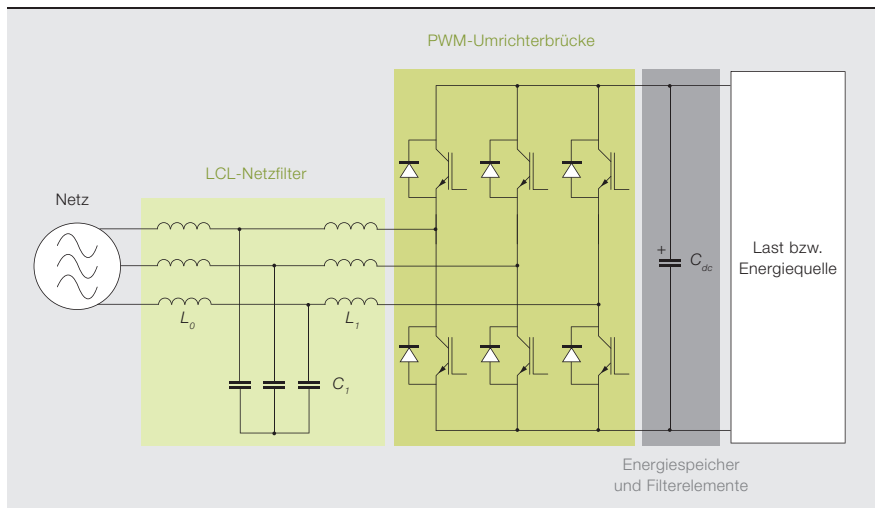 PWM-Umrichterbrücke
LCL-Netzfilter
Netz
L0
L1
C1
+
Cdc
Last bzw.
Energiequelle
Energiespeicher
und Filterelemente